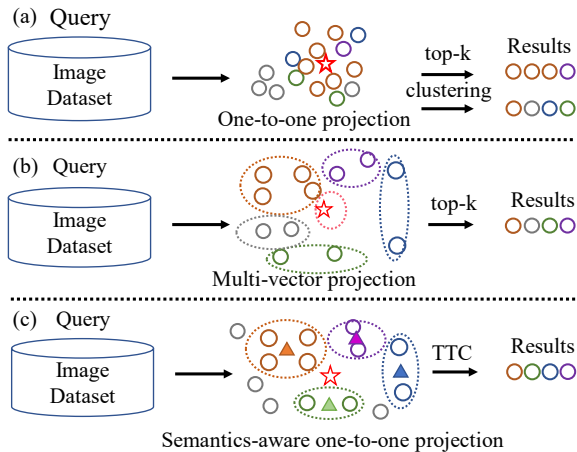 (a) Query
Image
Dataset
top-k
clustering
Results
One-to-one projection
(b) Query
Image
Dataset
top-k
Results
Multi-vector projection
(c) Query
Image
Dataset
TTC
Results
Semantics-aware one-to-one projection